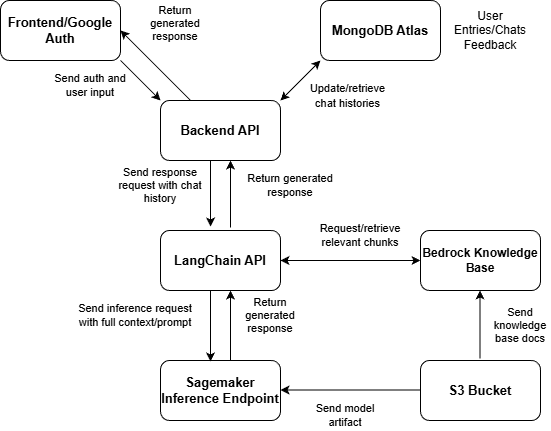 Frontend/Google
Auth
Return
generated
response
MongoDB Atlas
User
Entries/Chats
Feedback
Send auth and
user input
Update/retrieve
chat histories
Backend API
Send response
request with chat
history
Return generated
response
LangChain API
Request/retrieve
relevant chunks
Bedrock Knowledge
Base
Send inference request
with full context/prompt
Return
generated
response
Send
knowledge
base docs
Sagemaker
Inference Endpoint
Send model
artifact
S3 Bucket